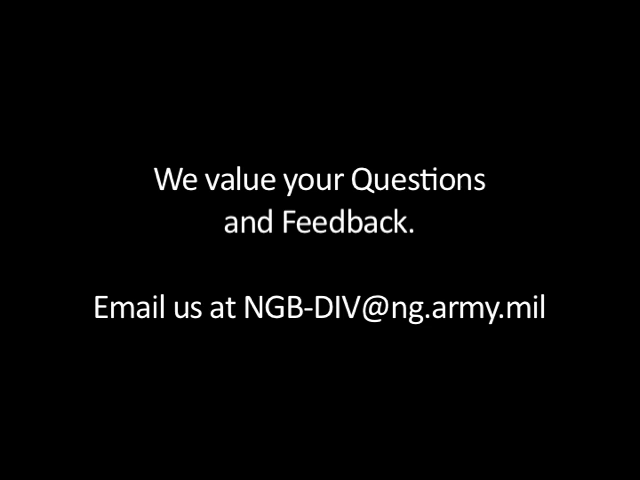 We value your Questions
and Feedback.
Email us at NGB-DIV@ng.army.mil